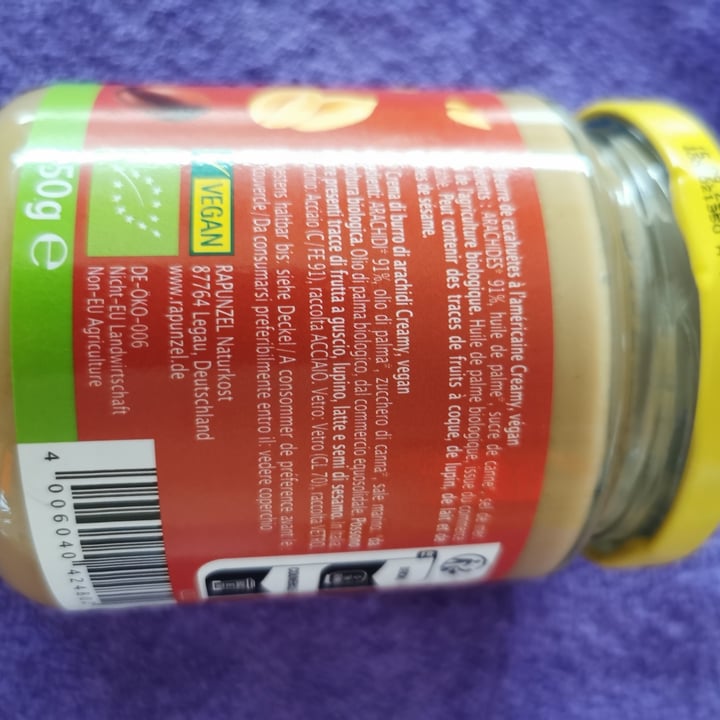 beurre de cacahuètes à l'américaine Creamy, végan
ARACHIDES* 91%, huile de palme*, sucre de canne*, sel de mer
de l'agriculture biologique. Huile de palme biologique, issue du commerce
Peut contenir des traces de fruits à coque, de lupin, de lait et de
de sésame.
Crema di burro di arachidi Creamy, vegan
ARACHIDI* 91%, olio di palma*, zucchero di canna*, sale marino, *da
biologica. Olio di palma biologico, dal commercio equosolidale. Possono
presenti tracce di frutta a guscio, lupino, latte e semi di sesamo. In Italia:
Acciaio (C/FE 91), raccolta ACCIAIO. Vetro: Vetro (GL 70), raccolta VETRO.
haltbar bis: siehe Deckel / A consommer de préférence avant le:
couvercle / Da consumarsi preferibilmente entro il: vedere coperchio
VEGAN
RAPUNZEL Naturkost
87764 Legau, Deutschland
www.rapunzel.de
DE-ÖKO-006
Nicht-EU Landwirtschaft
Non-EU Agriculture
50g e
4 006040 42480